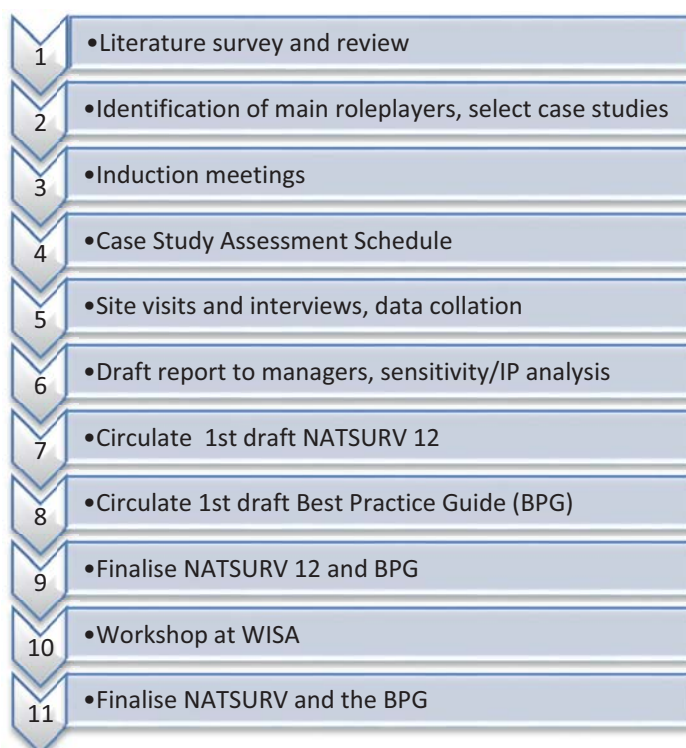 1 •Literature survey and review
2 •Identification of main roleplayers, select case studies
3 •Induction meetings
4 •Case Study Assessment Schedule
5 •Site visits and interviews, data collation
6 •Draft report to managers, sensitivity/IP analysis
7 •Circulate 1st draft NATSURV 12
8 •Circulate 1st draft Best Practice Guide (BPG)
9 •Finalise NATSURV 12 and BPG
10 •Workshop at WISA
11 •Finalise NATSURV and the BPG